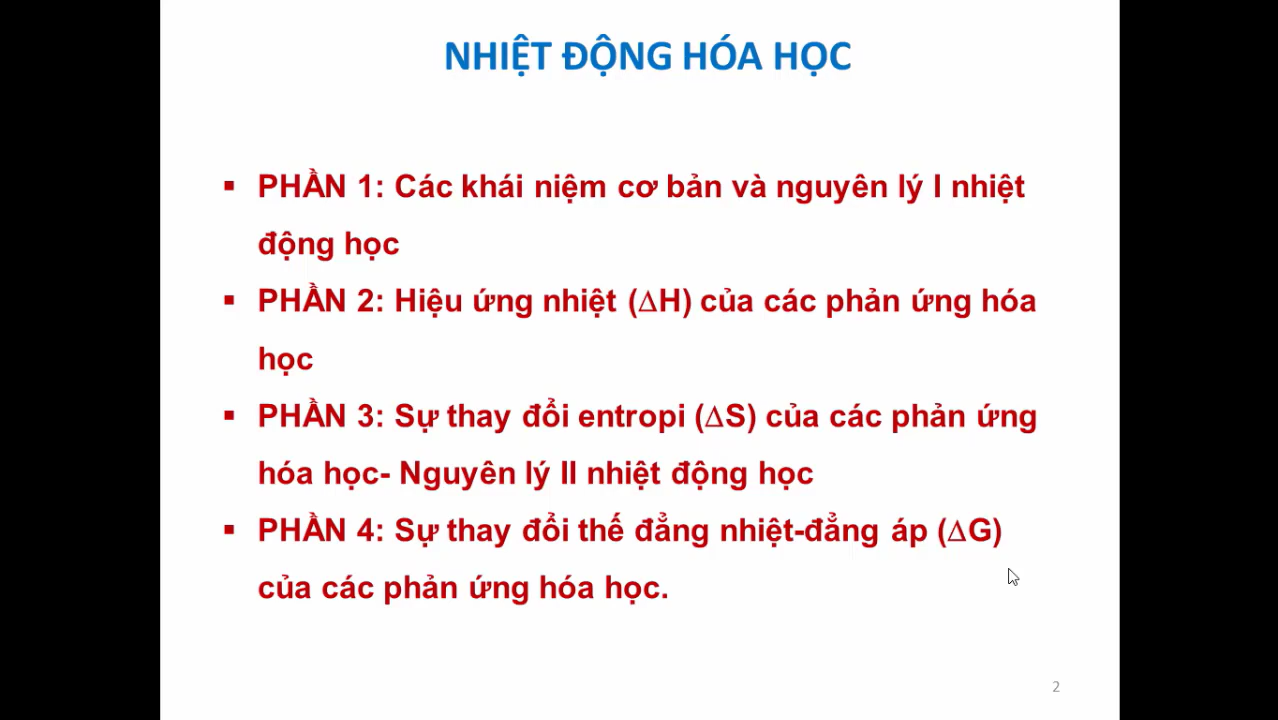 NHIỆT ĐỘNG HÓA HỌC
▪ PHẦN 1: Các khái niệm cơ bản và nguyên lý I nhiệt
động học
▪ PHẦN 2: Hiệu ứng nhiệt (∆H) của các phản ứng hóa
học
▪ PHẦN 3: Sự thay đổi entropi (∆S) của các phản ứng
hóa học- Nguyên lý II nhiệt động học
▪ PHẦN 4: Sự thay đổi thế đẳng nhiệt-đẳng áp (∆G)
của các phản ứng hóa học.
2